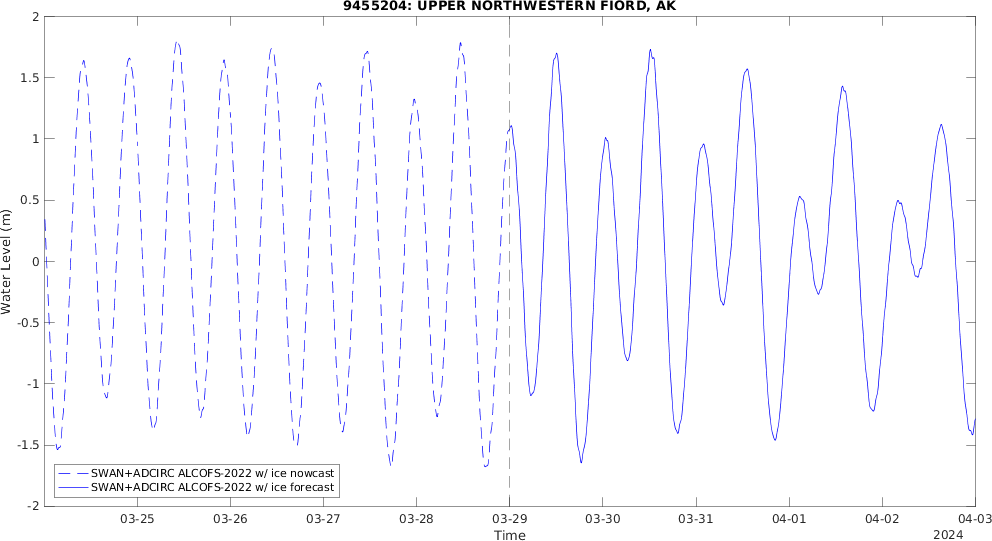 9455204: UPPER NORTHWESTERN FIORD, AK
Water Level (m)
2
1.5
1
0.5
0
-0.5
-1
-1.5
-2
SWAN+ADCIRC ALCOFS-2022 w/ ice nowcast
SWAN+ADCIRC ALCOFS-2022 w/ ice forecast
03-25 03-26 03-27 03-28 03-29 03-30 03-31 04-01 04-02 04-03
Time
2024